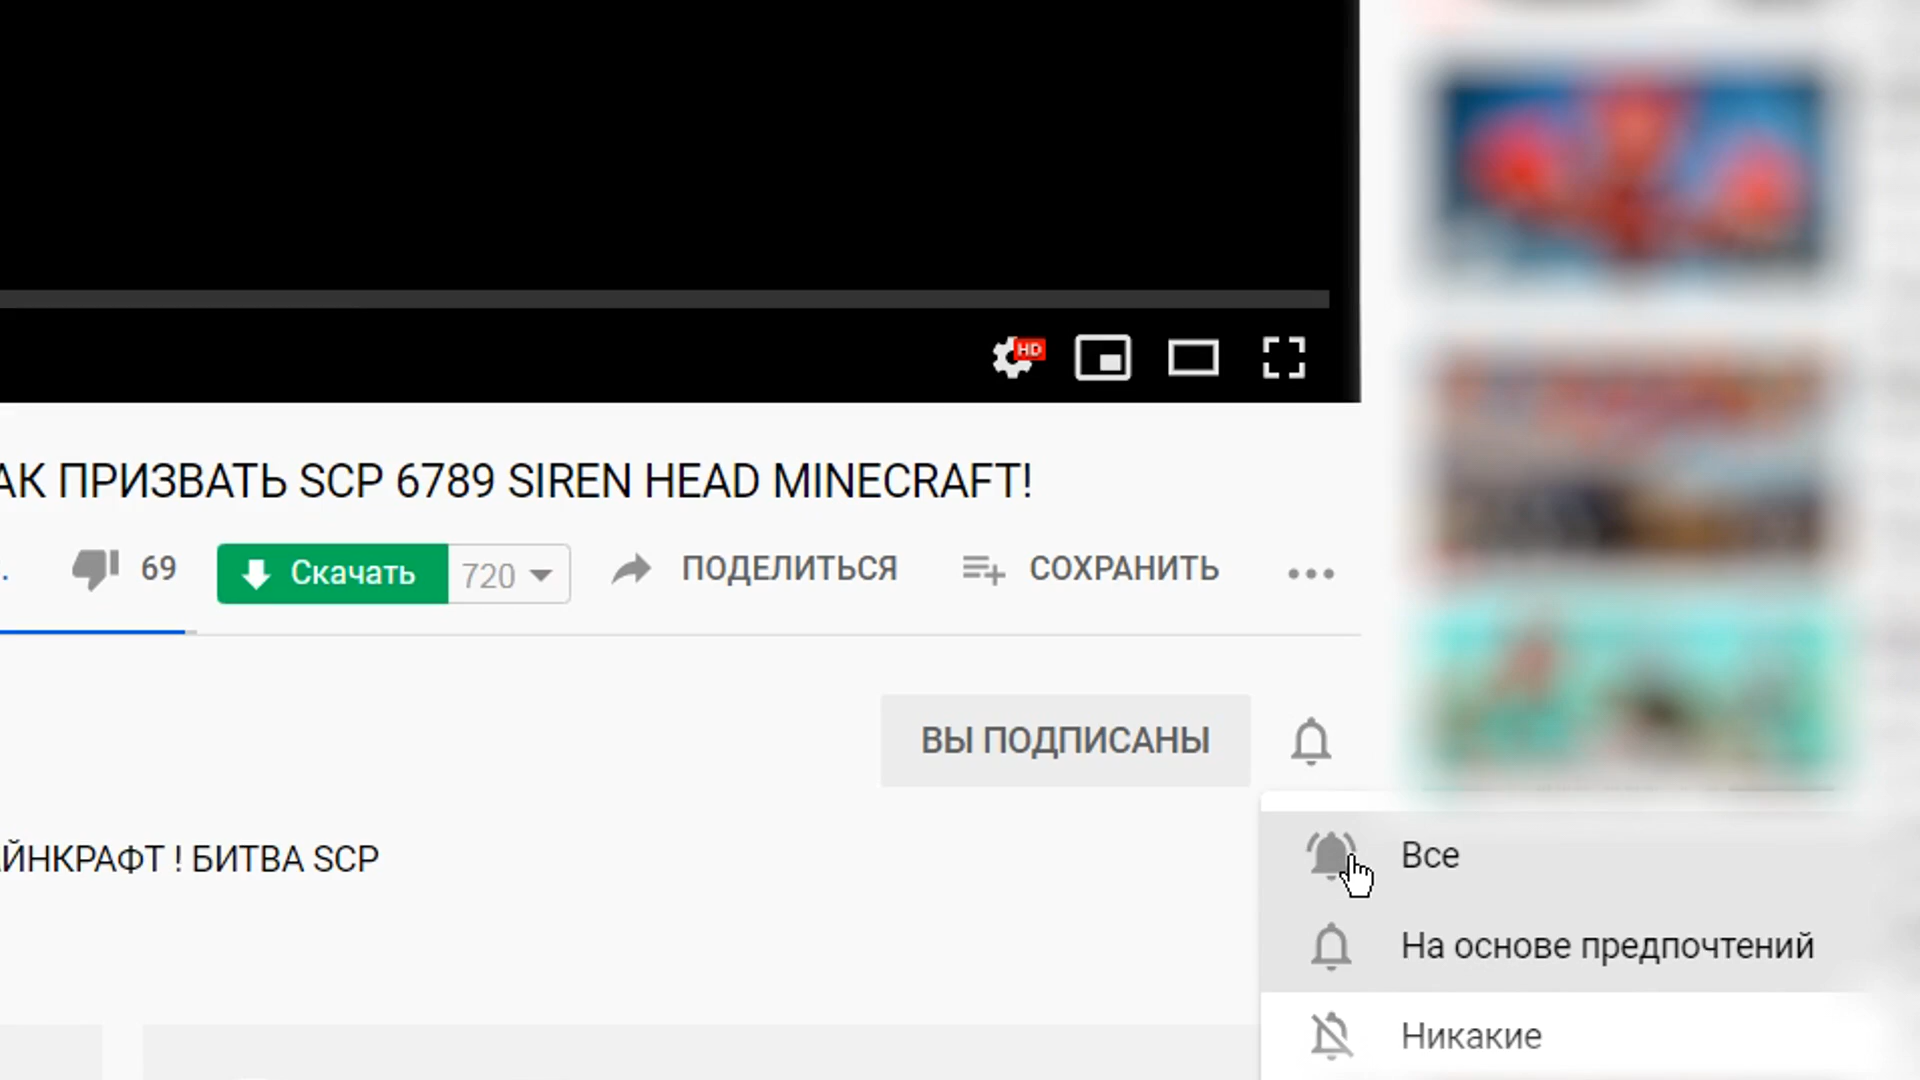 HD
АК ПРИЗВАТЬ SCP 6789 SIREN HEAD MINECRAFT!
69
Скачать
720
ПОДЕЛИТЬСЯ
СОХРАНИТЬ
ВЫ ПОДПИСАНЫ
ЙНКРАФТ ! БИТВА SCP
Все
На основе предпочтений
Никакие